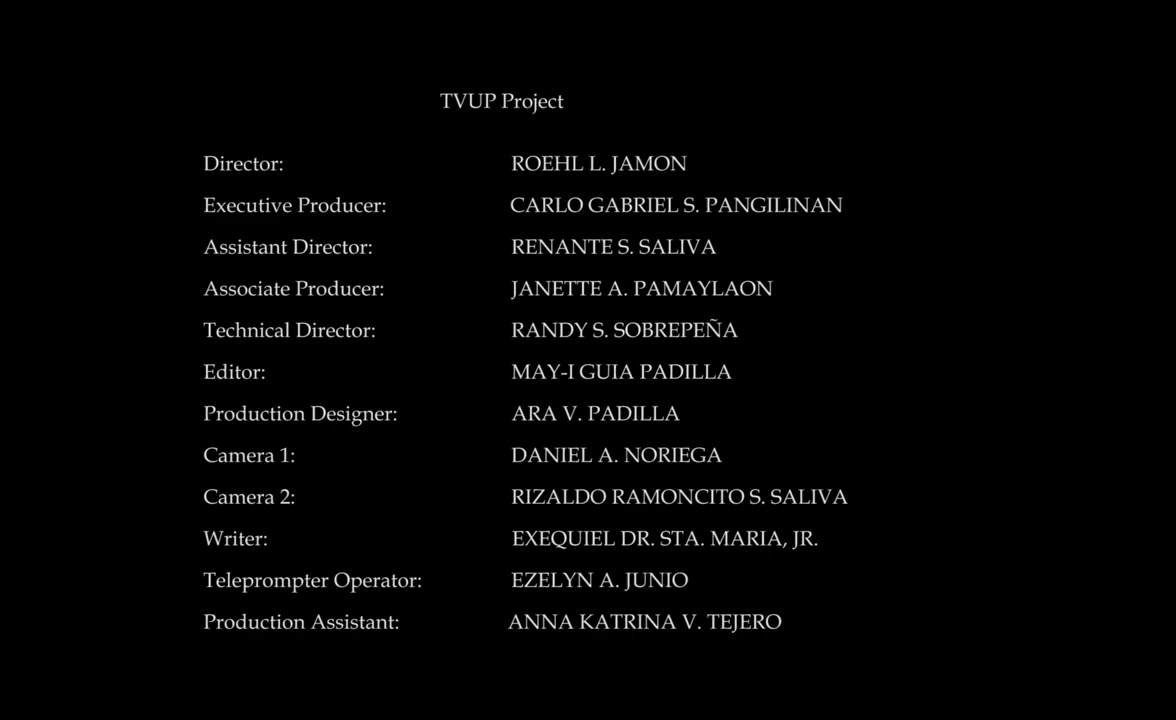 TVUP Project
Director: ROEHL L. JAMON
Executive Producer: CARLO GABRIEL S. PANGILINAN
Assistant Director: RENANTE S. SALIVA
Associate Producer: JANETTE A. PAMAYLAON
Technical Director: RANDY S. SOBREPEÑA
Editor: MAY-I GUIA PADILLA
Production Designer: ARA V. PADILLA
Camera 1: DANIEL A. NORIEGA
Camera 2: RIZALDO RAMONCITO S. SALIVA
Writer: EXEQUIEL DR. STA. MARIA, JR.
Teleprompter Operator: EZELYN A. JUNIO
Production Assistant: ANNA KATRINA V. TEJERO